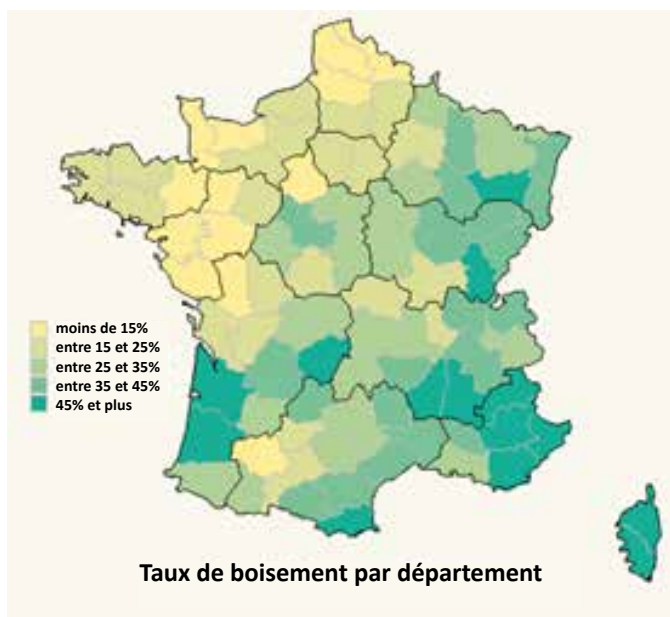 moins de 15%
entre 15 et 25%
entre 25 et 35%
entre 35 et 45%
45% et plus
Taux de boisement par département